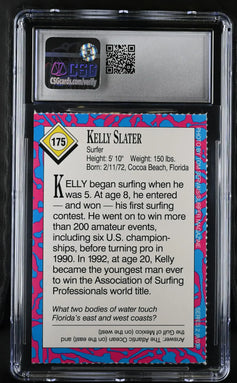 CSG
CSGcards.com/verify
175
KELLY SLATER
Surfer
Height: 5' 10" Weight: 150 lbs.
Born: 2/11/72, Cocoa Beach, Florida
KELLY began surfing when he
was 5. At age 8, he entered
— and won — his first surfing
contest. He went on to win more
than 200 amateur events,
including six U.S. champion-
ships, before turning pro in
1990. In 1992, at age 20, Kelly
became the youngest man ever
to win the Association of Surfing
Professionals world title.
What two bodies of water touch
Florida's east and west coasts?
Answer: The Atlantic Ocean (on the east) and
the Gulf of Mexico (on the west)